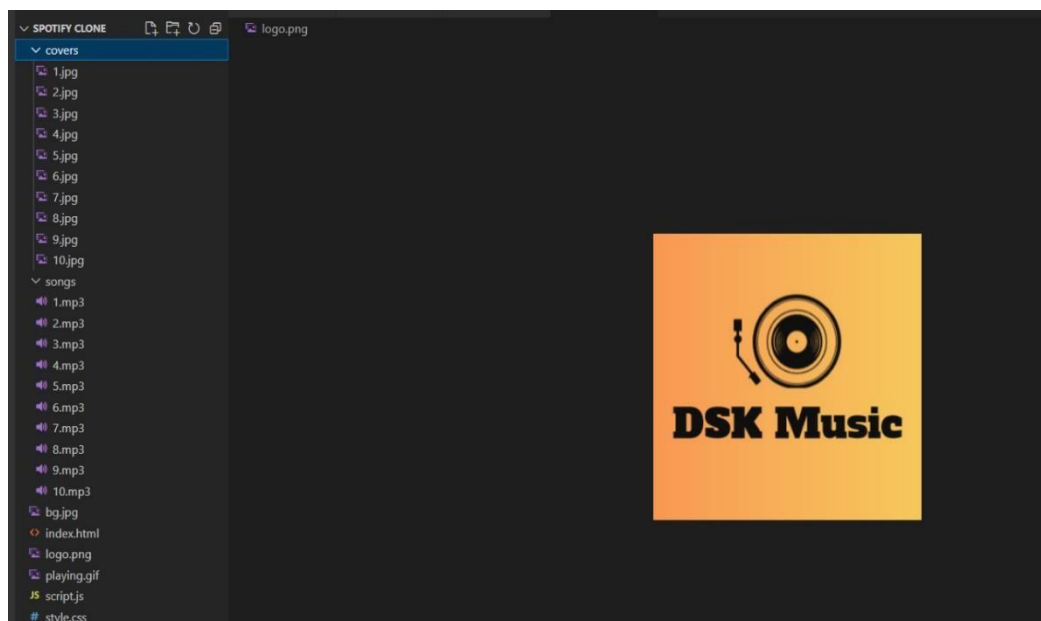 SPOTIFY CLONE
logo.png
covers
1.jpg
2.jpg
3.jpg
4.jpg
5.jpg
6.jpg
7.jpg
8.jpg
9.jpg
10.jpg
songs
1.mp3
2.mp3
3.mp3
4.mp3
5.mp3
6.mp3
7.mp3
8.mp3
9.mp3
10.mp3
bg.jpg
<> index.html
logo.png
playing.gif
JS script.js
# style.css
DSK Music